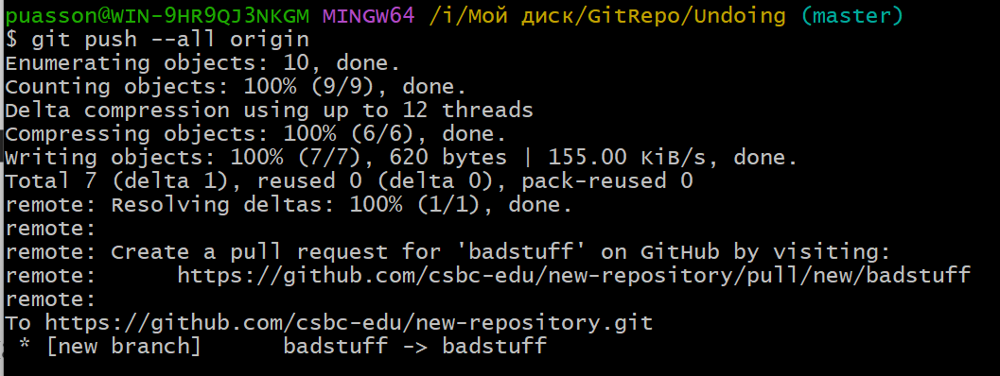 puasson@WIN-9HR9QJ3NKGM MINGW64 /i/Мой диск/GitRepo/Undoing (master)
$ git push --all origin
Enumerating objects: 10, done.
Counting objects: 100% (9/9), done.
Delta compression using up to 12 threads
Compressing objects: 100% (6/6), done.
Writing objects: 100% (7/7), 620 bytes | 155.00 KiB/s, done.
Total 7 (delta 1), reused 0 (delta 0), pack-reused 0
remote: Resolving deltas: 100% (1/1), done.
remote:
remote: Create a pull request for 'badstuff' on GitHub by visiting:
remote:      https://github.com/csbc-edu/new-repository/pull/new/badstuff
remote:
To https://github.com/csbc-edu/new-repository.git
 * [new branch]      badstuff -> badstuff